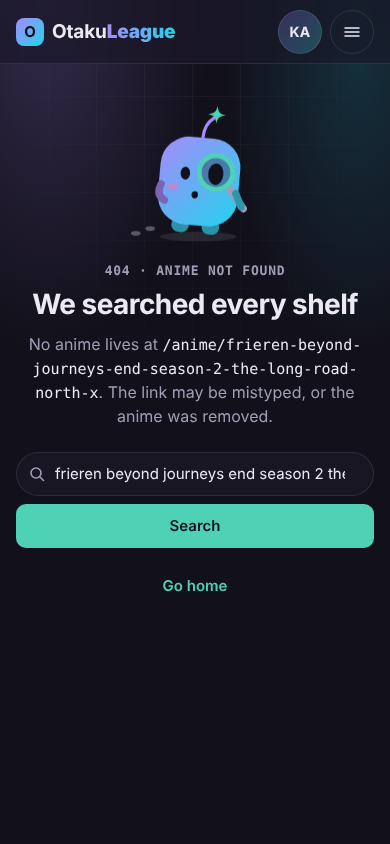 O OtakuLeague KA
404 · ANIME NOT FOUND
We searched every shelf
No anime lives at /anime/frieren-beyond-
journeys-end-season-2-the-long-road-
north-x. The link may be mistyped, or the
anime was removed.
frieren beyond journeys end season 2 the
Search
Go home